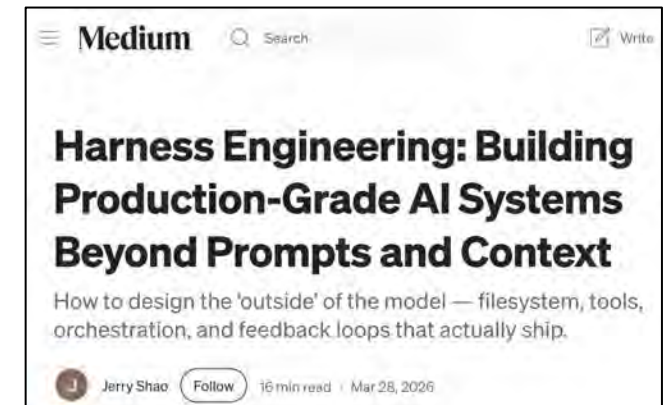 Medium
Search
Write
Harness Engineering: Building
Production-Grade AI Systems
Beyond Prompts and Context
How to design the 'outside' of the model — filesystem, tools,
orchestration, and feedback loops that actually ship.
J Jerry Shao Follow 16 min read · Mar 28, 2026